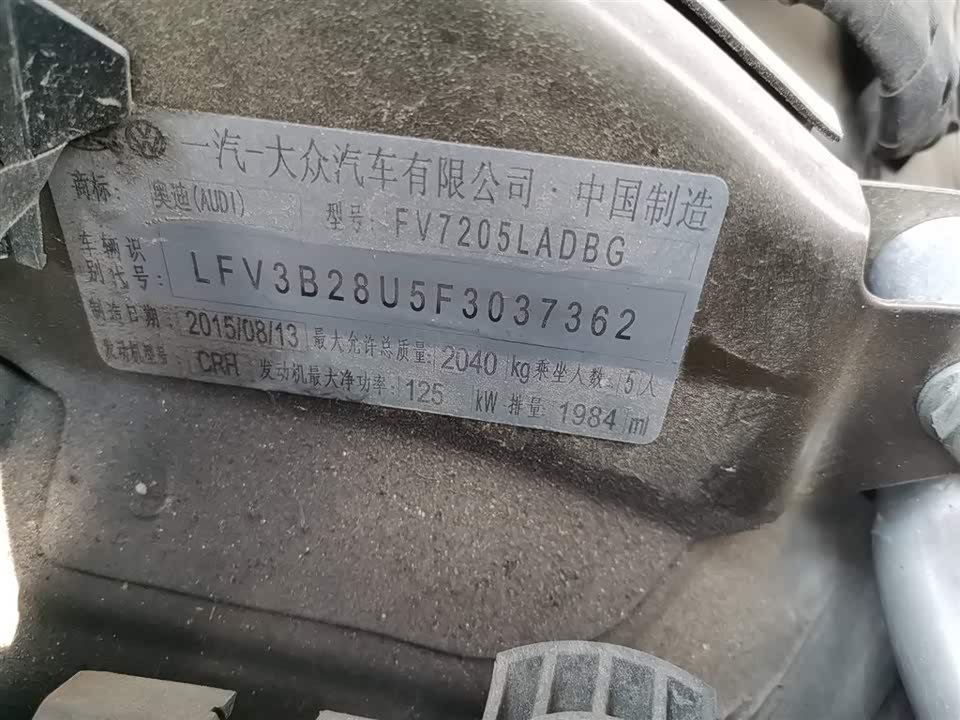 一汽-大众汽车有限公司·中国制造
商标: 奥迪(AUDI) 型号: FV7205LADBG
车辆识别代号: LFV3B28U5F3037362
制造日期: 2015/08/13 最大允许总质量: 2040 kg 乘坐人数: 5人
发动机型号: CRH 发动机最大净功率: 125 kW 排量: 1984 ml